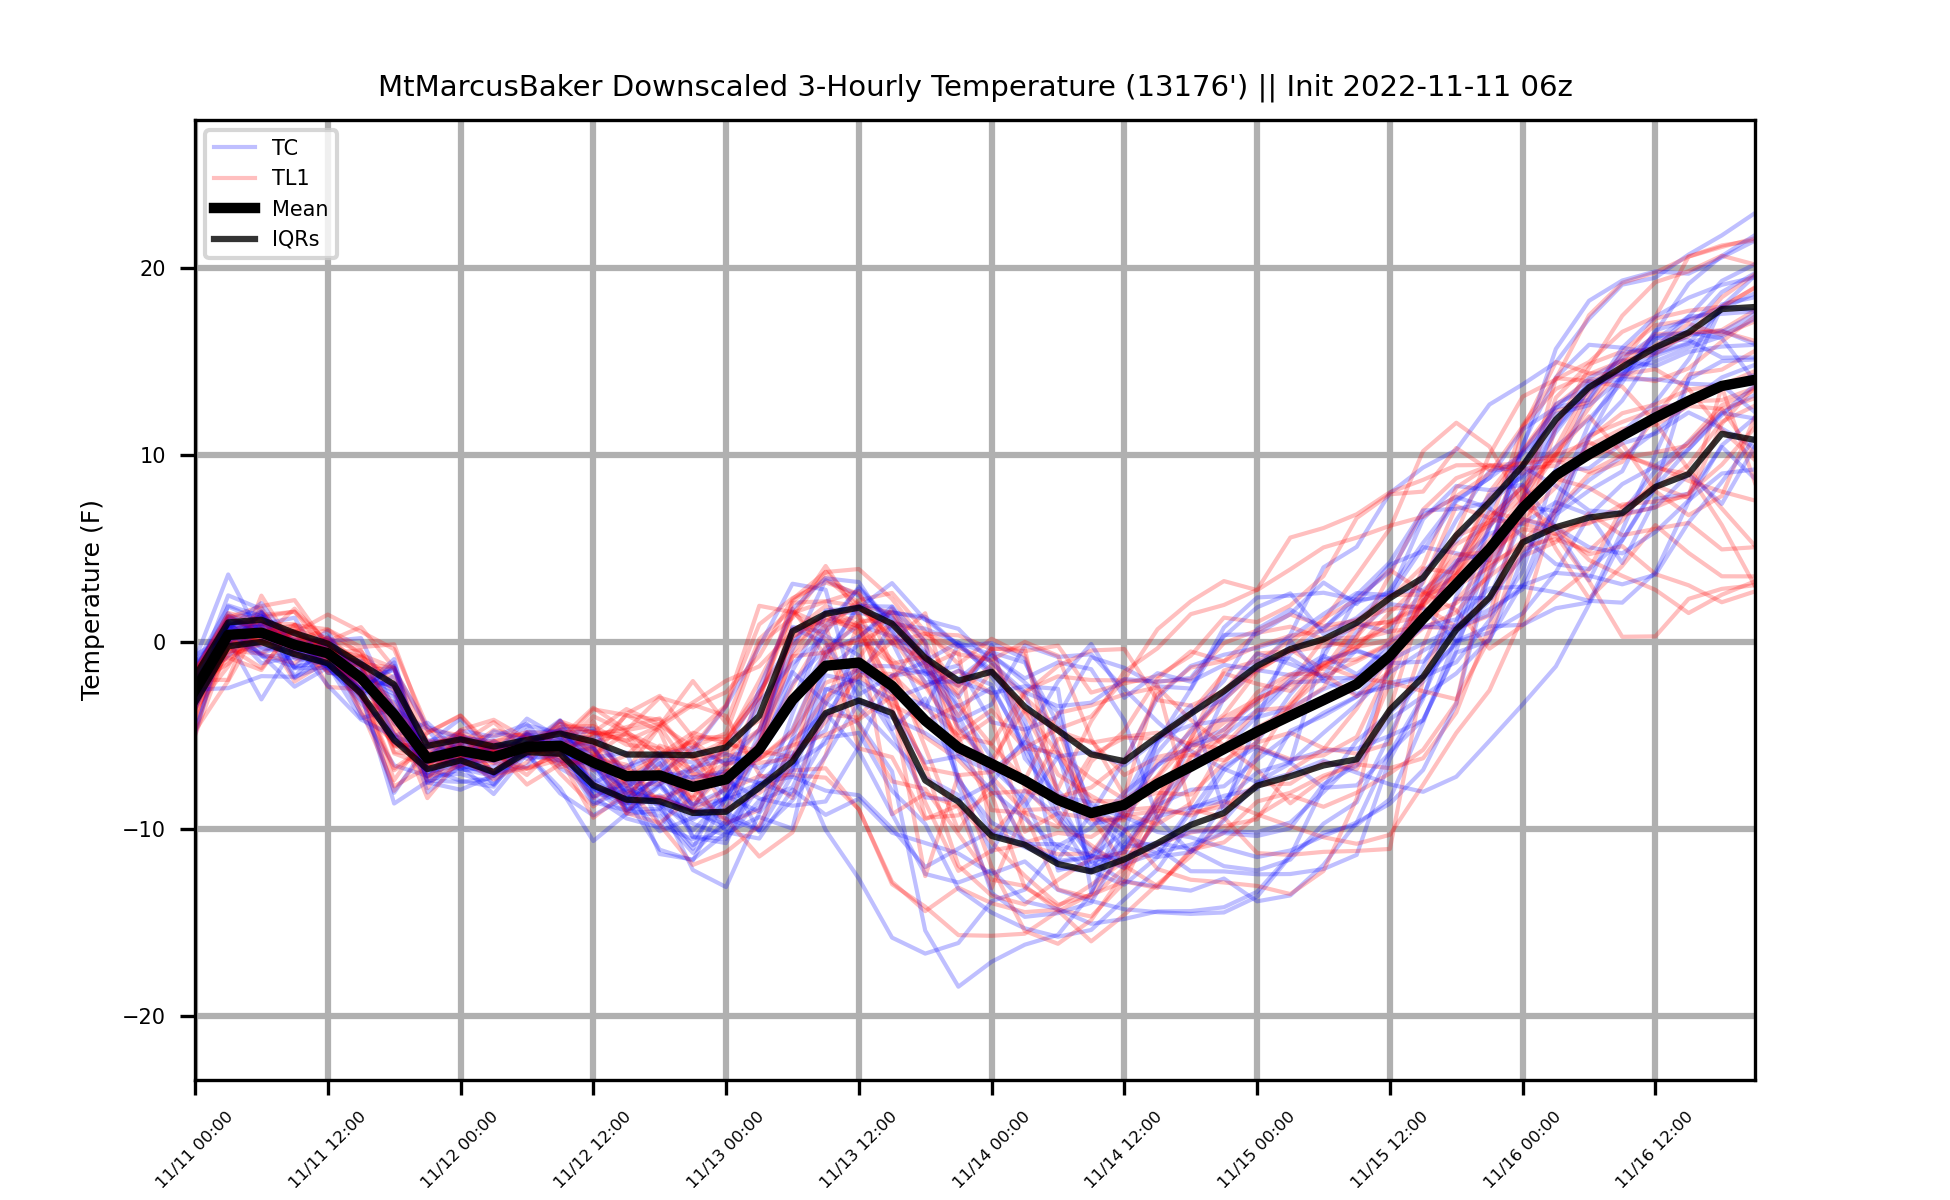 MtMarcusBaker Downscaled 3-Hourly Temperature (13176') || Init 2022-11-11 06z
TC
TL1
Mean
IQRs
Temperature (F)
20
10
0
−10
−20
11/11 00:00
11/11 12:00
11/12 00:00
11/12 12:00
11/13 00:00
11/13 12:00
11/14 00:00
11/14 12:00
11/15 00:00
11/15 12:00
11/16 00:00
11/16 12:00